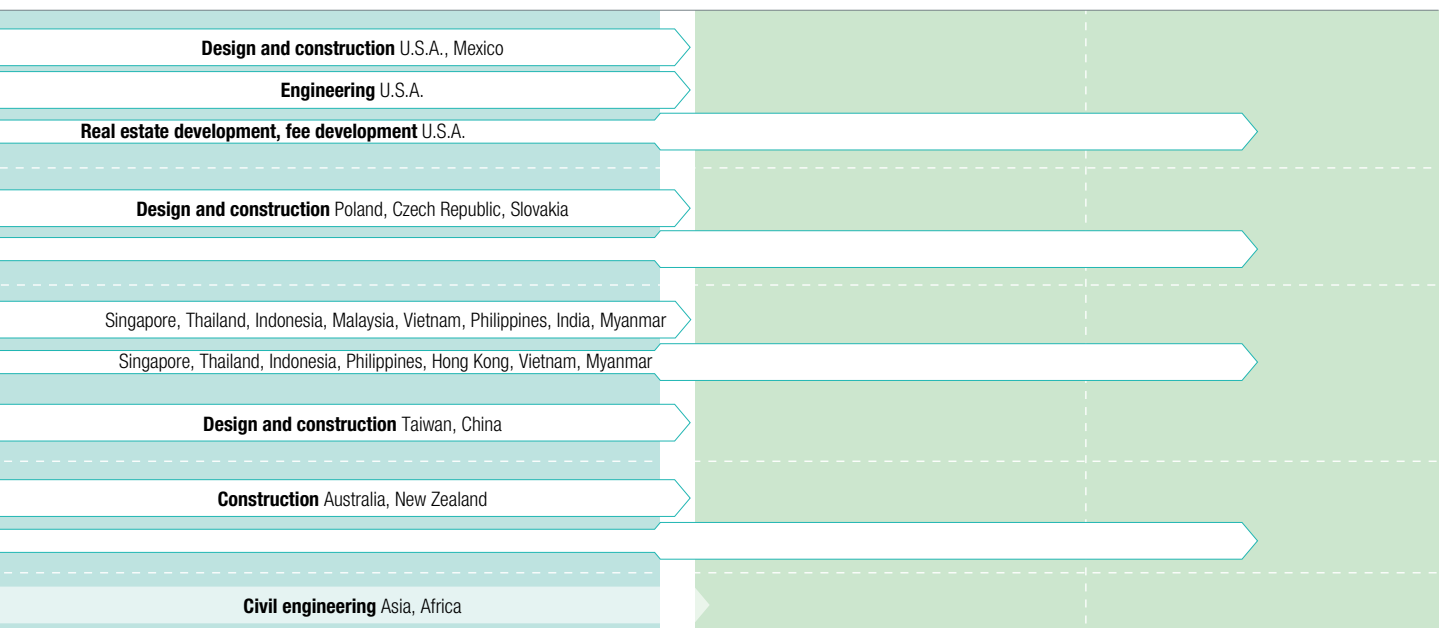 Design and construction U.S.A., Mexico
Engineering U.S.A.
Real estate development, fee development U.S.A.
Design and construction Poland, Czech Republic, Slovakia
Singapore, Thailand, Indonesia, Malaysia, Vietnam, Philippines, India, Myanmar
Singapore, Thailand, Indonesia, Philippines, Hong Kong, Vietnam, Myanmar
Design and construction Taiwan, China
Construction Australia, New Zealand
Civil engineering Asia, Africa